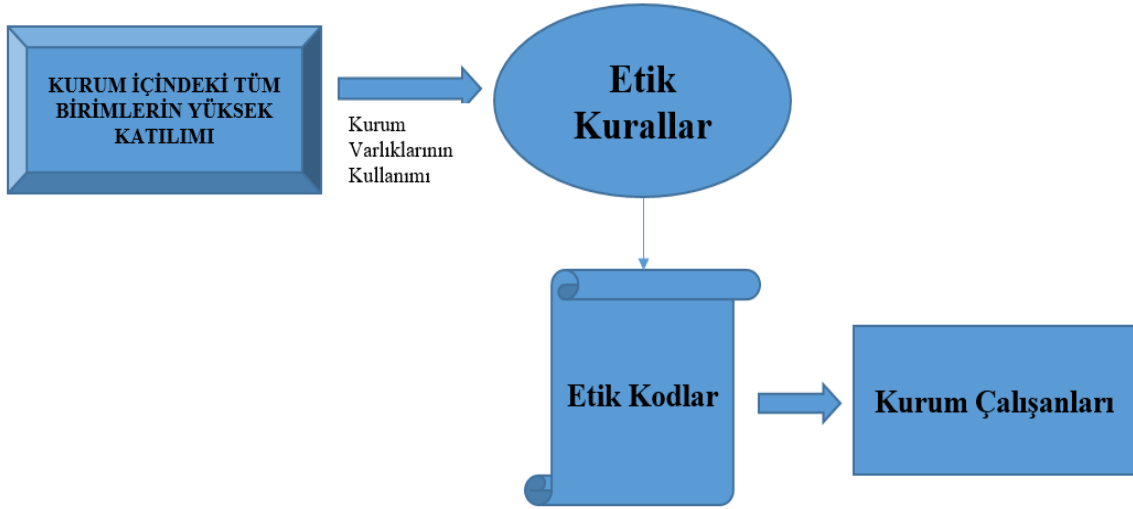 KURUM İÇİNDEKİ TÜM
BİRİMLERİN YÜKSEK
KATILIMI
Kurum
Varlıklarının
Kullanımı
Etik
Kurallar
Etik Kodlar
Kurum Çalışanları